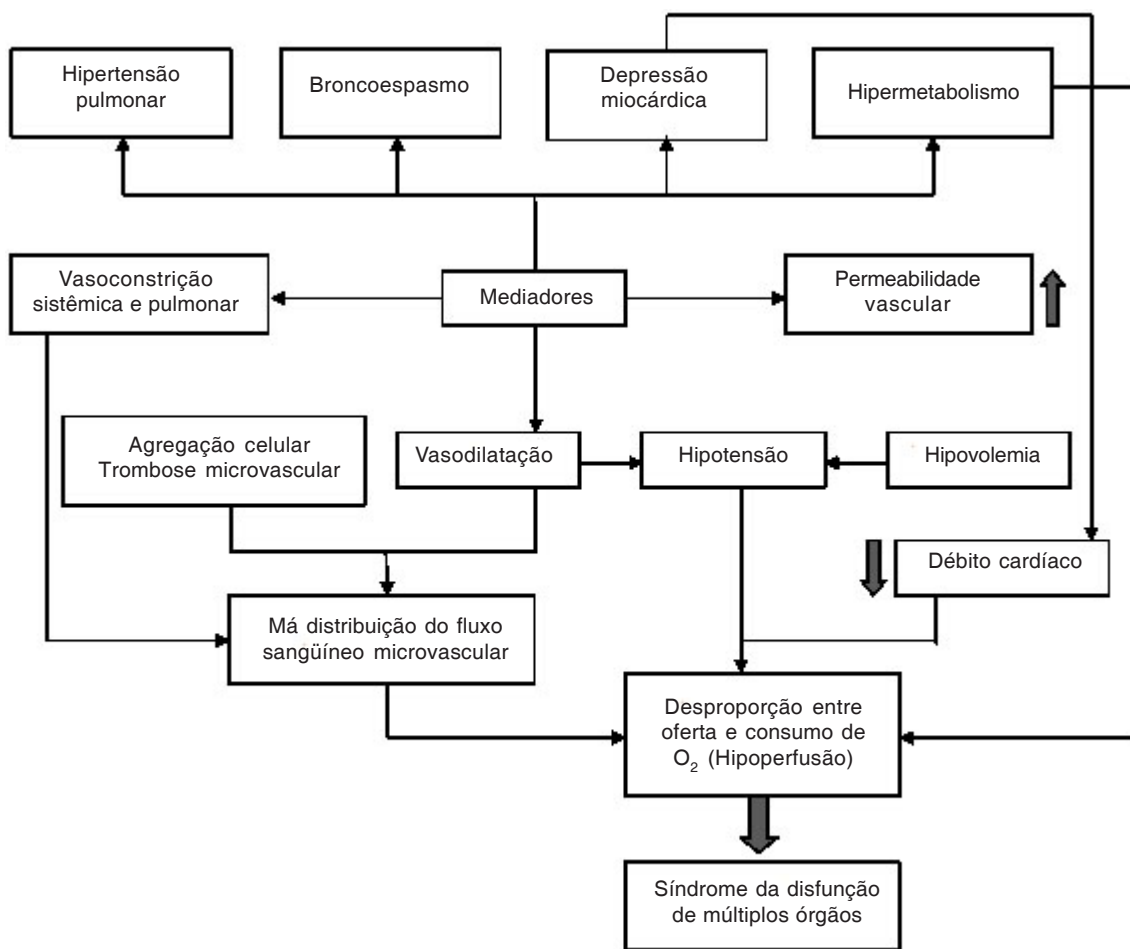 Hipertensão
pulmonar
Broncoespasmo
Depressão
miocárdica
Hipermetabolismo
Vasoconstrição
sistêmica e pulmonar
Mediadores
Permeabilidade
vascular
Agregação celular
Trombose microvascular
Vasodilatação
Hipotensão
Hipovolemia
Débito cardíaco
Má distribuição do fluxo
sangüíneo microvascular
Desproporção entre
oferta e consumo de
O₂ (Hipoperfusão)
Síndrome da disfunção
de múltiplos órgãos